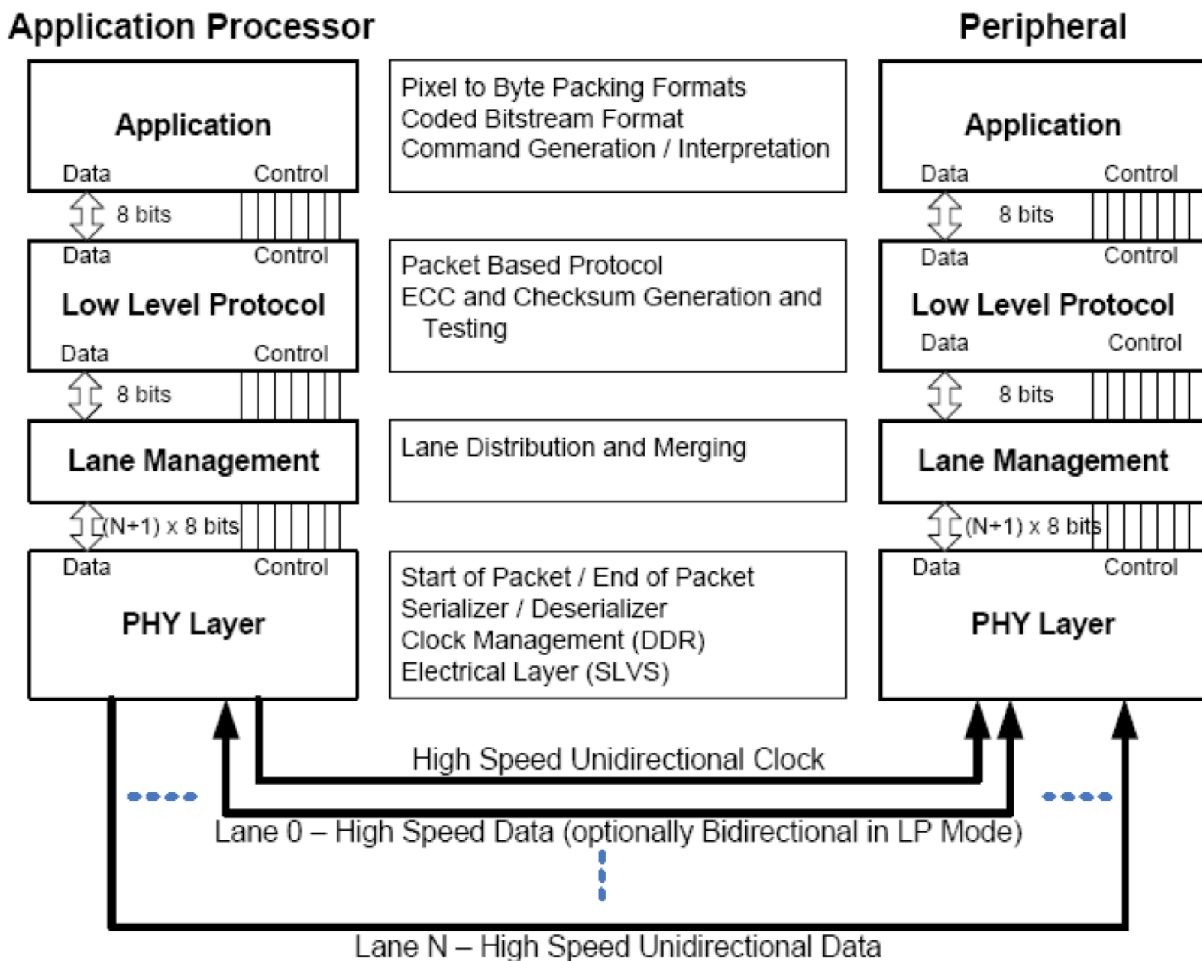 Application Processor
Peripheral
Application
Data Control
8 bits
Data Control
Low Level Protocol
Data Control
8 bits
Lane Management
(N+1) x 8 bits
Data Control
PHY Layer
Pixel to Byte Packing Formats
Coded Bitstream Format
Command Generation / Interpretation
Packet Based Protocol
ECC and Checksum Generation and
Testing
Lane Distribution and Merging
Start of Packet / End of Packet
Serializer / Deserializer
Clock Management (DDR)
Electrical Layer (SLVS)
Application
Data Control
8 bits
Data Control
Low Level Protocol
Data Control
8 bits
Lane Management
(N+1) x 8 bits
Data Control
PHY Layer
High Speed Unidirectional Clock
Lane 0 – High Speed Data (optionally Bidirectional in LP Mode)
Lane N – High Speed Unidirectional Data